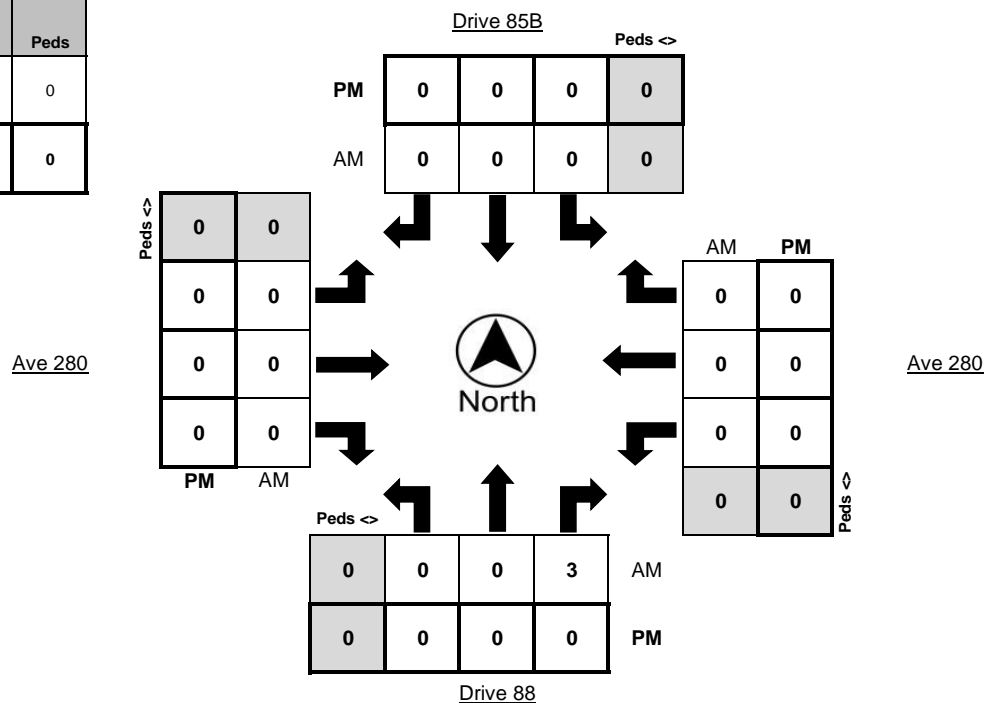 Drive 85B
Peds
Peds <>
0
PM 0 0 0 0
0
AM 0 0 0 0
Peds <>
0 0
AM PM
0 0
0 0
Ave 280
0 0
0 0
Ave 280
North
0 0
0 0
PM AM
0 0
Peds <>
Peds <>
0 0 0 3 AM
0 0 0 0 PM
Drive 88